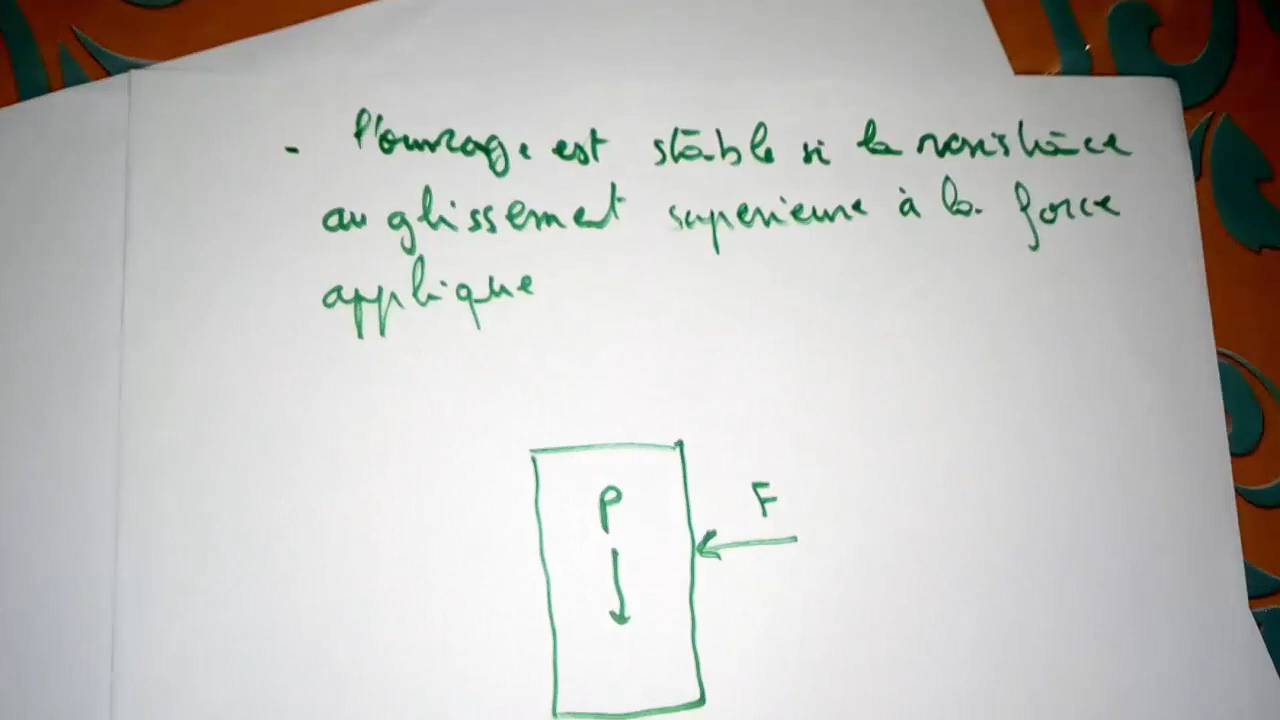 - l'ouvrage est stable si la resistance
au glissement superieure à la force
applique
P
F